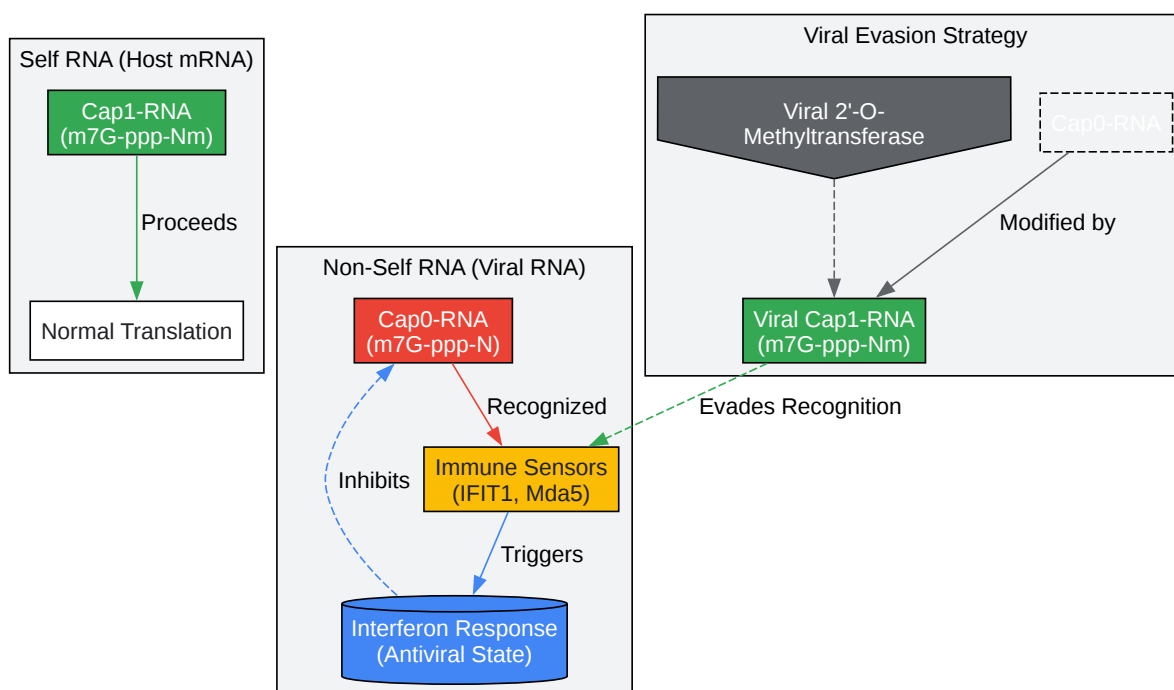 Self RNA (Host mRNA)
Cap1-RNA
(m7G-ppp-Nm)
Proceeds
Normal Translation
Non-Self RNA (Viral RNA)
Cap0-RNA
(m7G-ppp-N)
Recognized
Immune Sensors
(IFIT1, Mda5)
Inhibits
Triggers
Interferon Response
(Antiviral State)
Viral Evasion Strategy
Viral 2'-O-
Methyltransferase
Cap0-RNA
Modified by
Viral Cap1-RNA
(m7G-ppp-Nm)
Evades Recognition